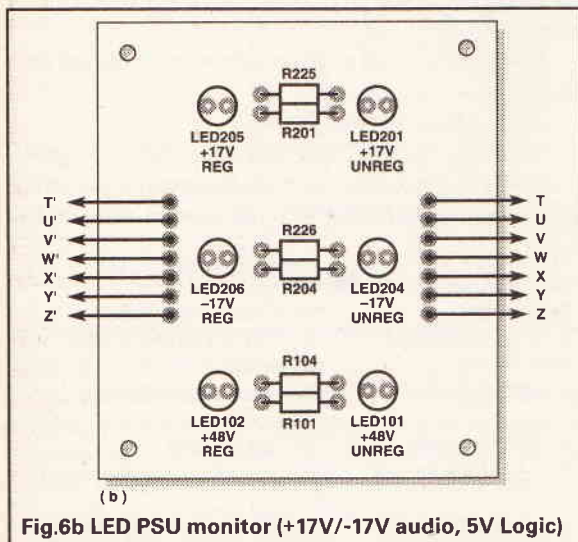 R225
R201
LED205
+17V
REG
LED201
+17V
UNREG
T'
U'
V'
W'
X'
Y'
Z'
T
U
V
W
X
Y
Z
R226
R204
LED206
–17V
REG
LED204
–17V
UNREG
R104
R101
LED102
+48V
REG
LED101
+48V
UNREG
(b)
Fig.6b LED PSU monitor (+17V/-17V audio, 5V Logic)